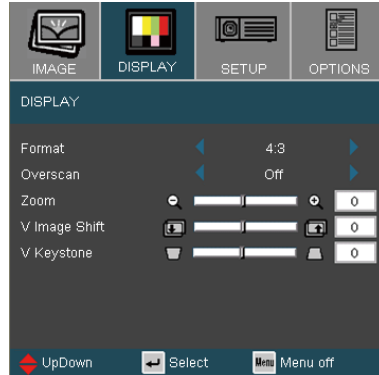 IMAGE DISPLAY SETUP OPTIONS
DISPLAY
Format 4:3
Overscan Off
Zoom 0
V Image Shift 0
V Keystone 0
UpDown Select Menu Menu off